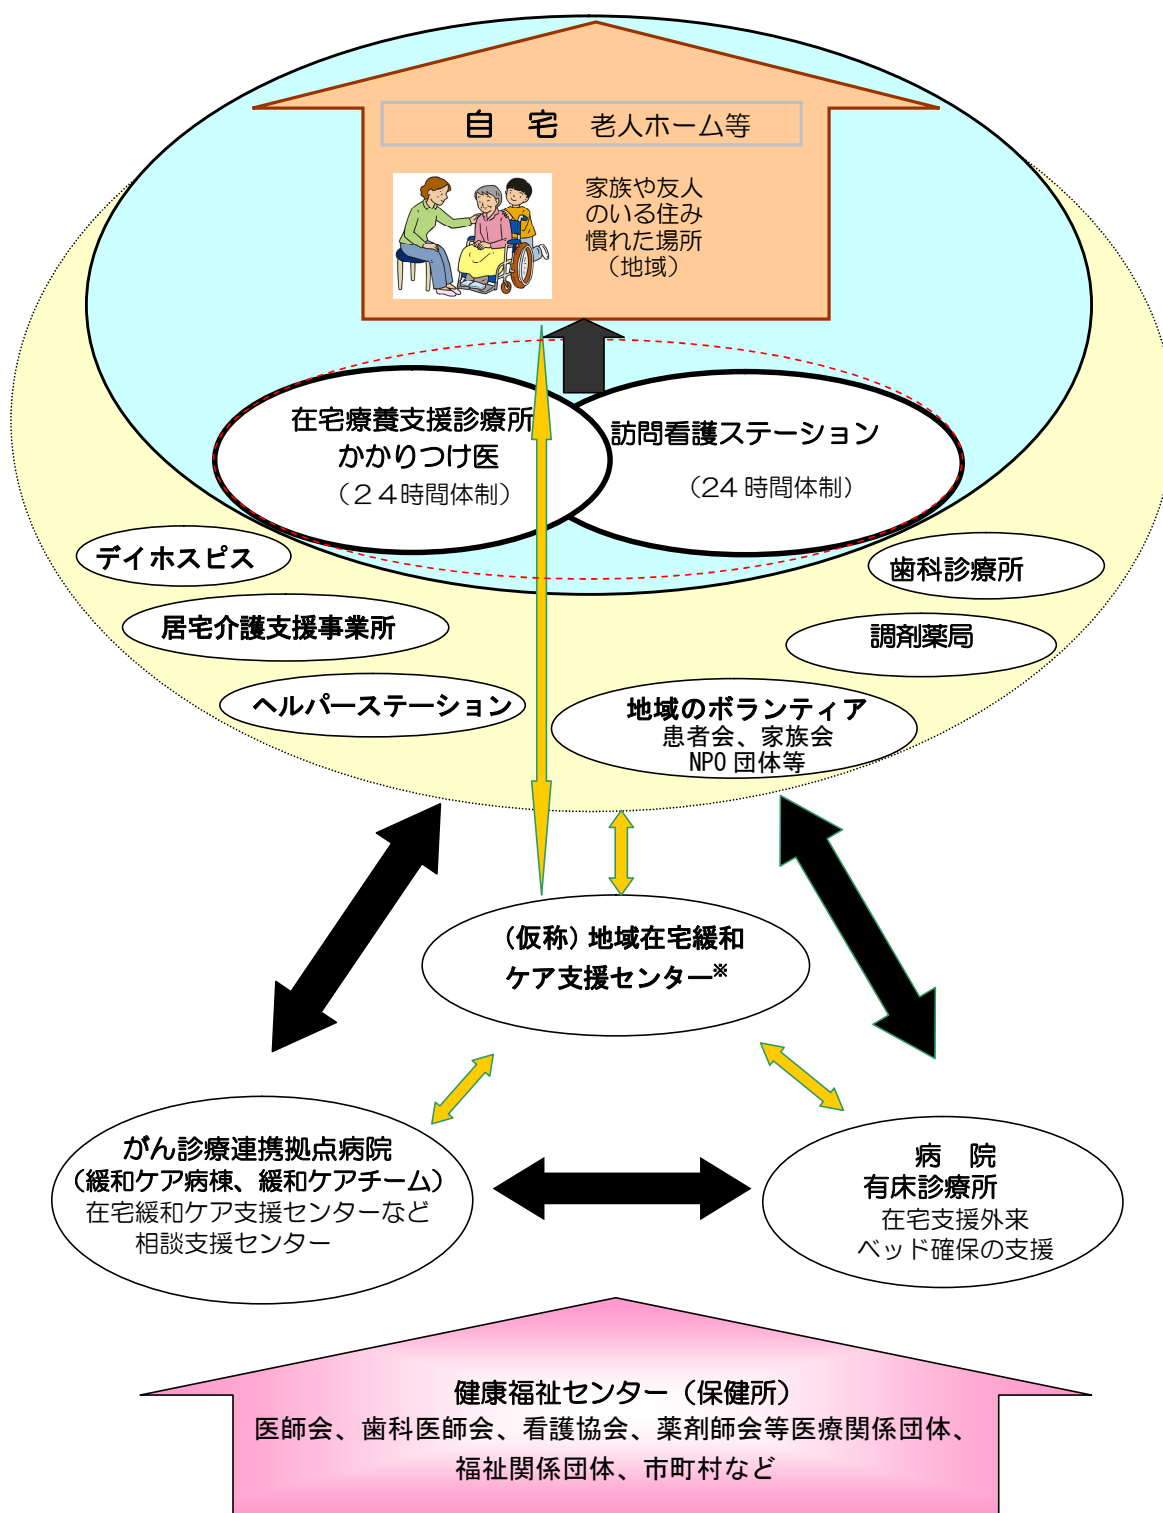 自　宅　老人ホーム等
家族や友人
のいる住み
慣れた場所
（地域）
在宅療養支援診療所
かかりつけ医
（２４時間体制）
訪問看護ステーション
（24 時間体制）
デイホスピス
歯科診療所
居宅介護支援事業所
調剤薬局
ヘルパーステーション
地域のボランティア
患者会、家族会
NPO 団体等
（仮称）地域在宅緩和
ケア支援センター※
がん診療連携拠点病院
（緩和ケア病棟、緩和ケアチーム）
在宅緩和ケア支援センターなど
相談支援センター
病　院
有床診療所
在宅支援外来
ベッド確保の支援
健康福祉センター（保健所）
医師会、歯科医師会、看護協会、薬剤師会等医療関係団体、
福祉関係団体、市町村など